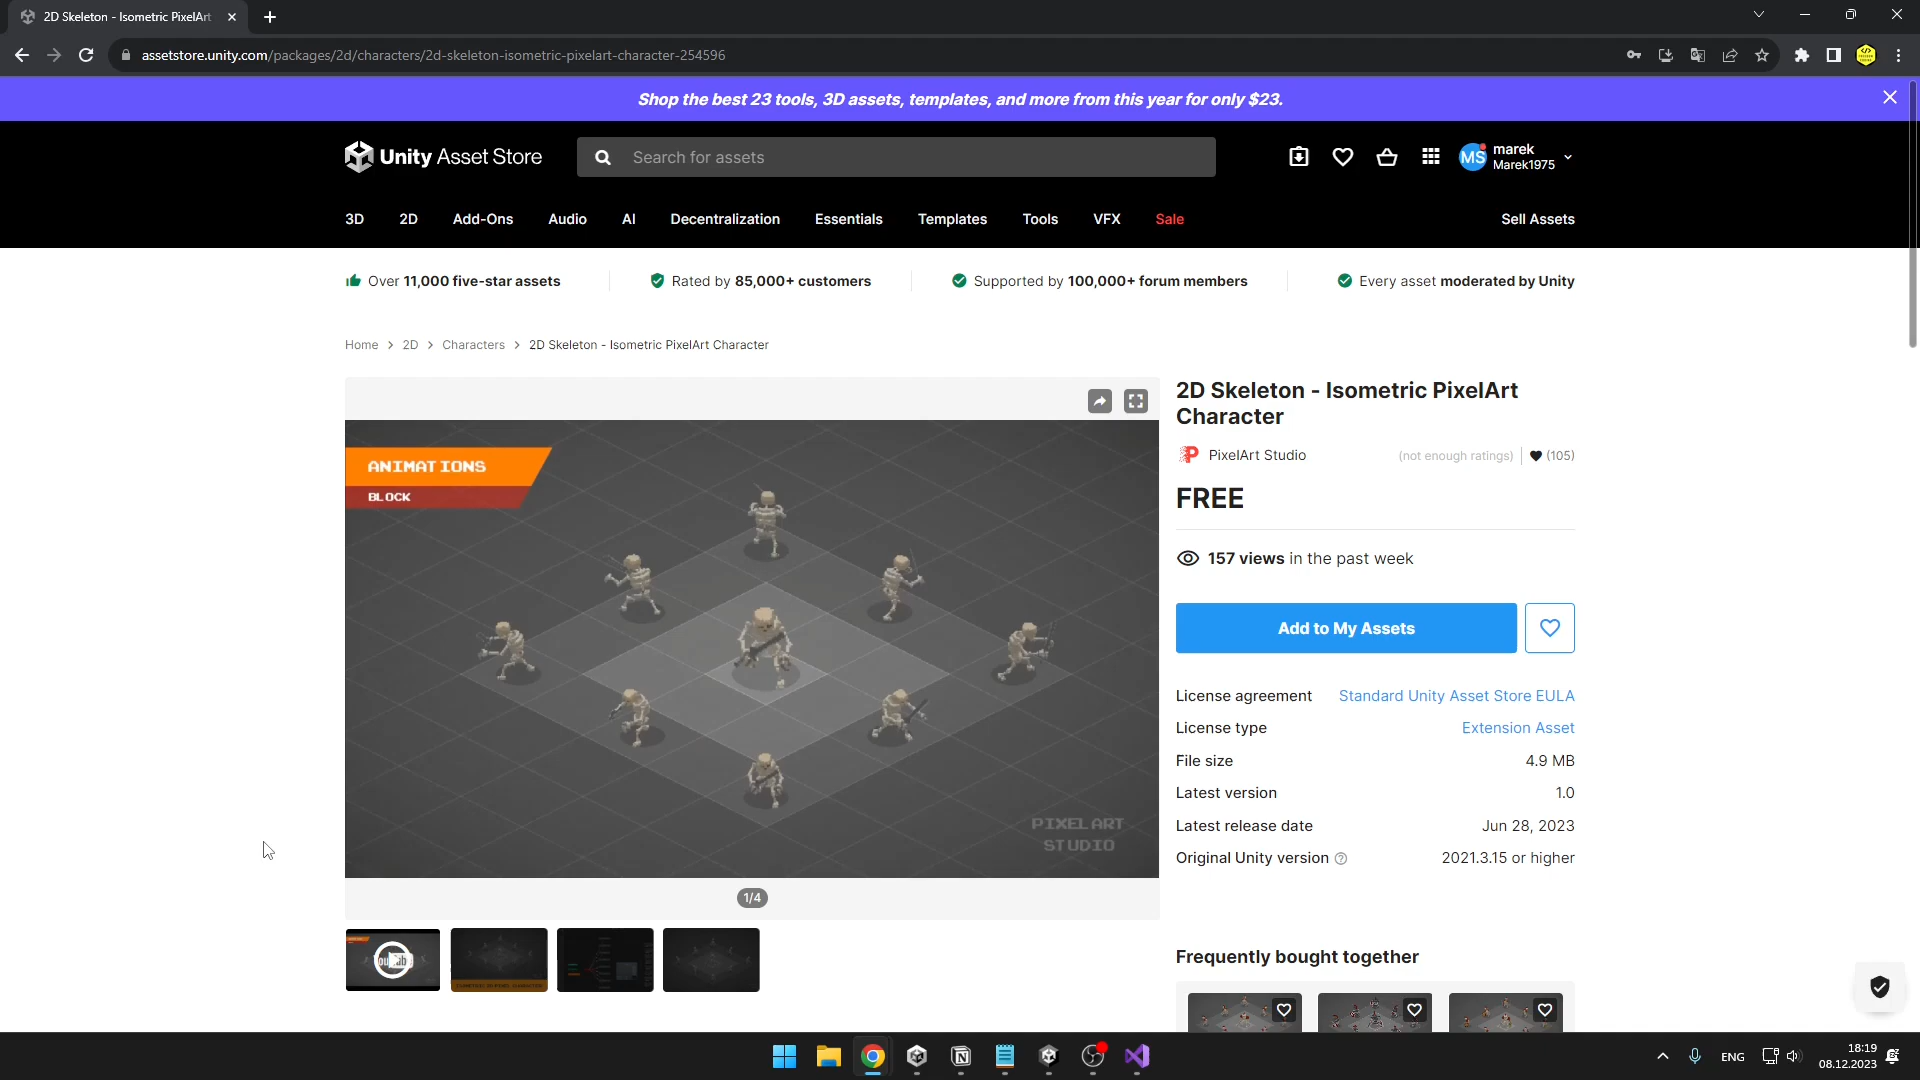 2D Skeleton - Isometric PixelArt
assetstore.unity.com/packages/2d/characters/2d-skeleton-isometric-pixelart-character-254596
Shop the best 23 tools, 3D assets, templates, and more from this year for only $23.
Unity Asset Store
Search for assets
MS
marek
Marek1975
3D
2D
Add-Ons
Audio
AI
Decentralization
Essentials
Templates
Tools
VFX
Sale
Sell Assets
Over 11,000 five-star assets
Rated by 85,000+ customers
Supported by 100,000+ forum members
Every asset moderated by Unity
Home > 2D > Characters > 2D Skeleton - Isometric PixelArt Character
ANIMATIONS
BLOCK
PIXEL ART
STUDIO
1/4
2D Skeleton - Isometric PixelArt
Character
PixelArt Studio
(not enough ratings)
(105)
FREE
157 views in the past week
Add to My Assets
License agreement Standard Unity Asset Store EULA
License type Extension Asset
File size 4.9 MB
Latest version 1.0
Latest release date Jun 28, 2023
Original Unity version 2021.3.15 or higher
Frequently bought together
ENG
18:19
08.12.2023